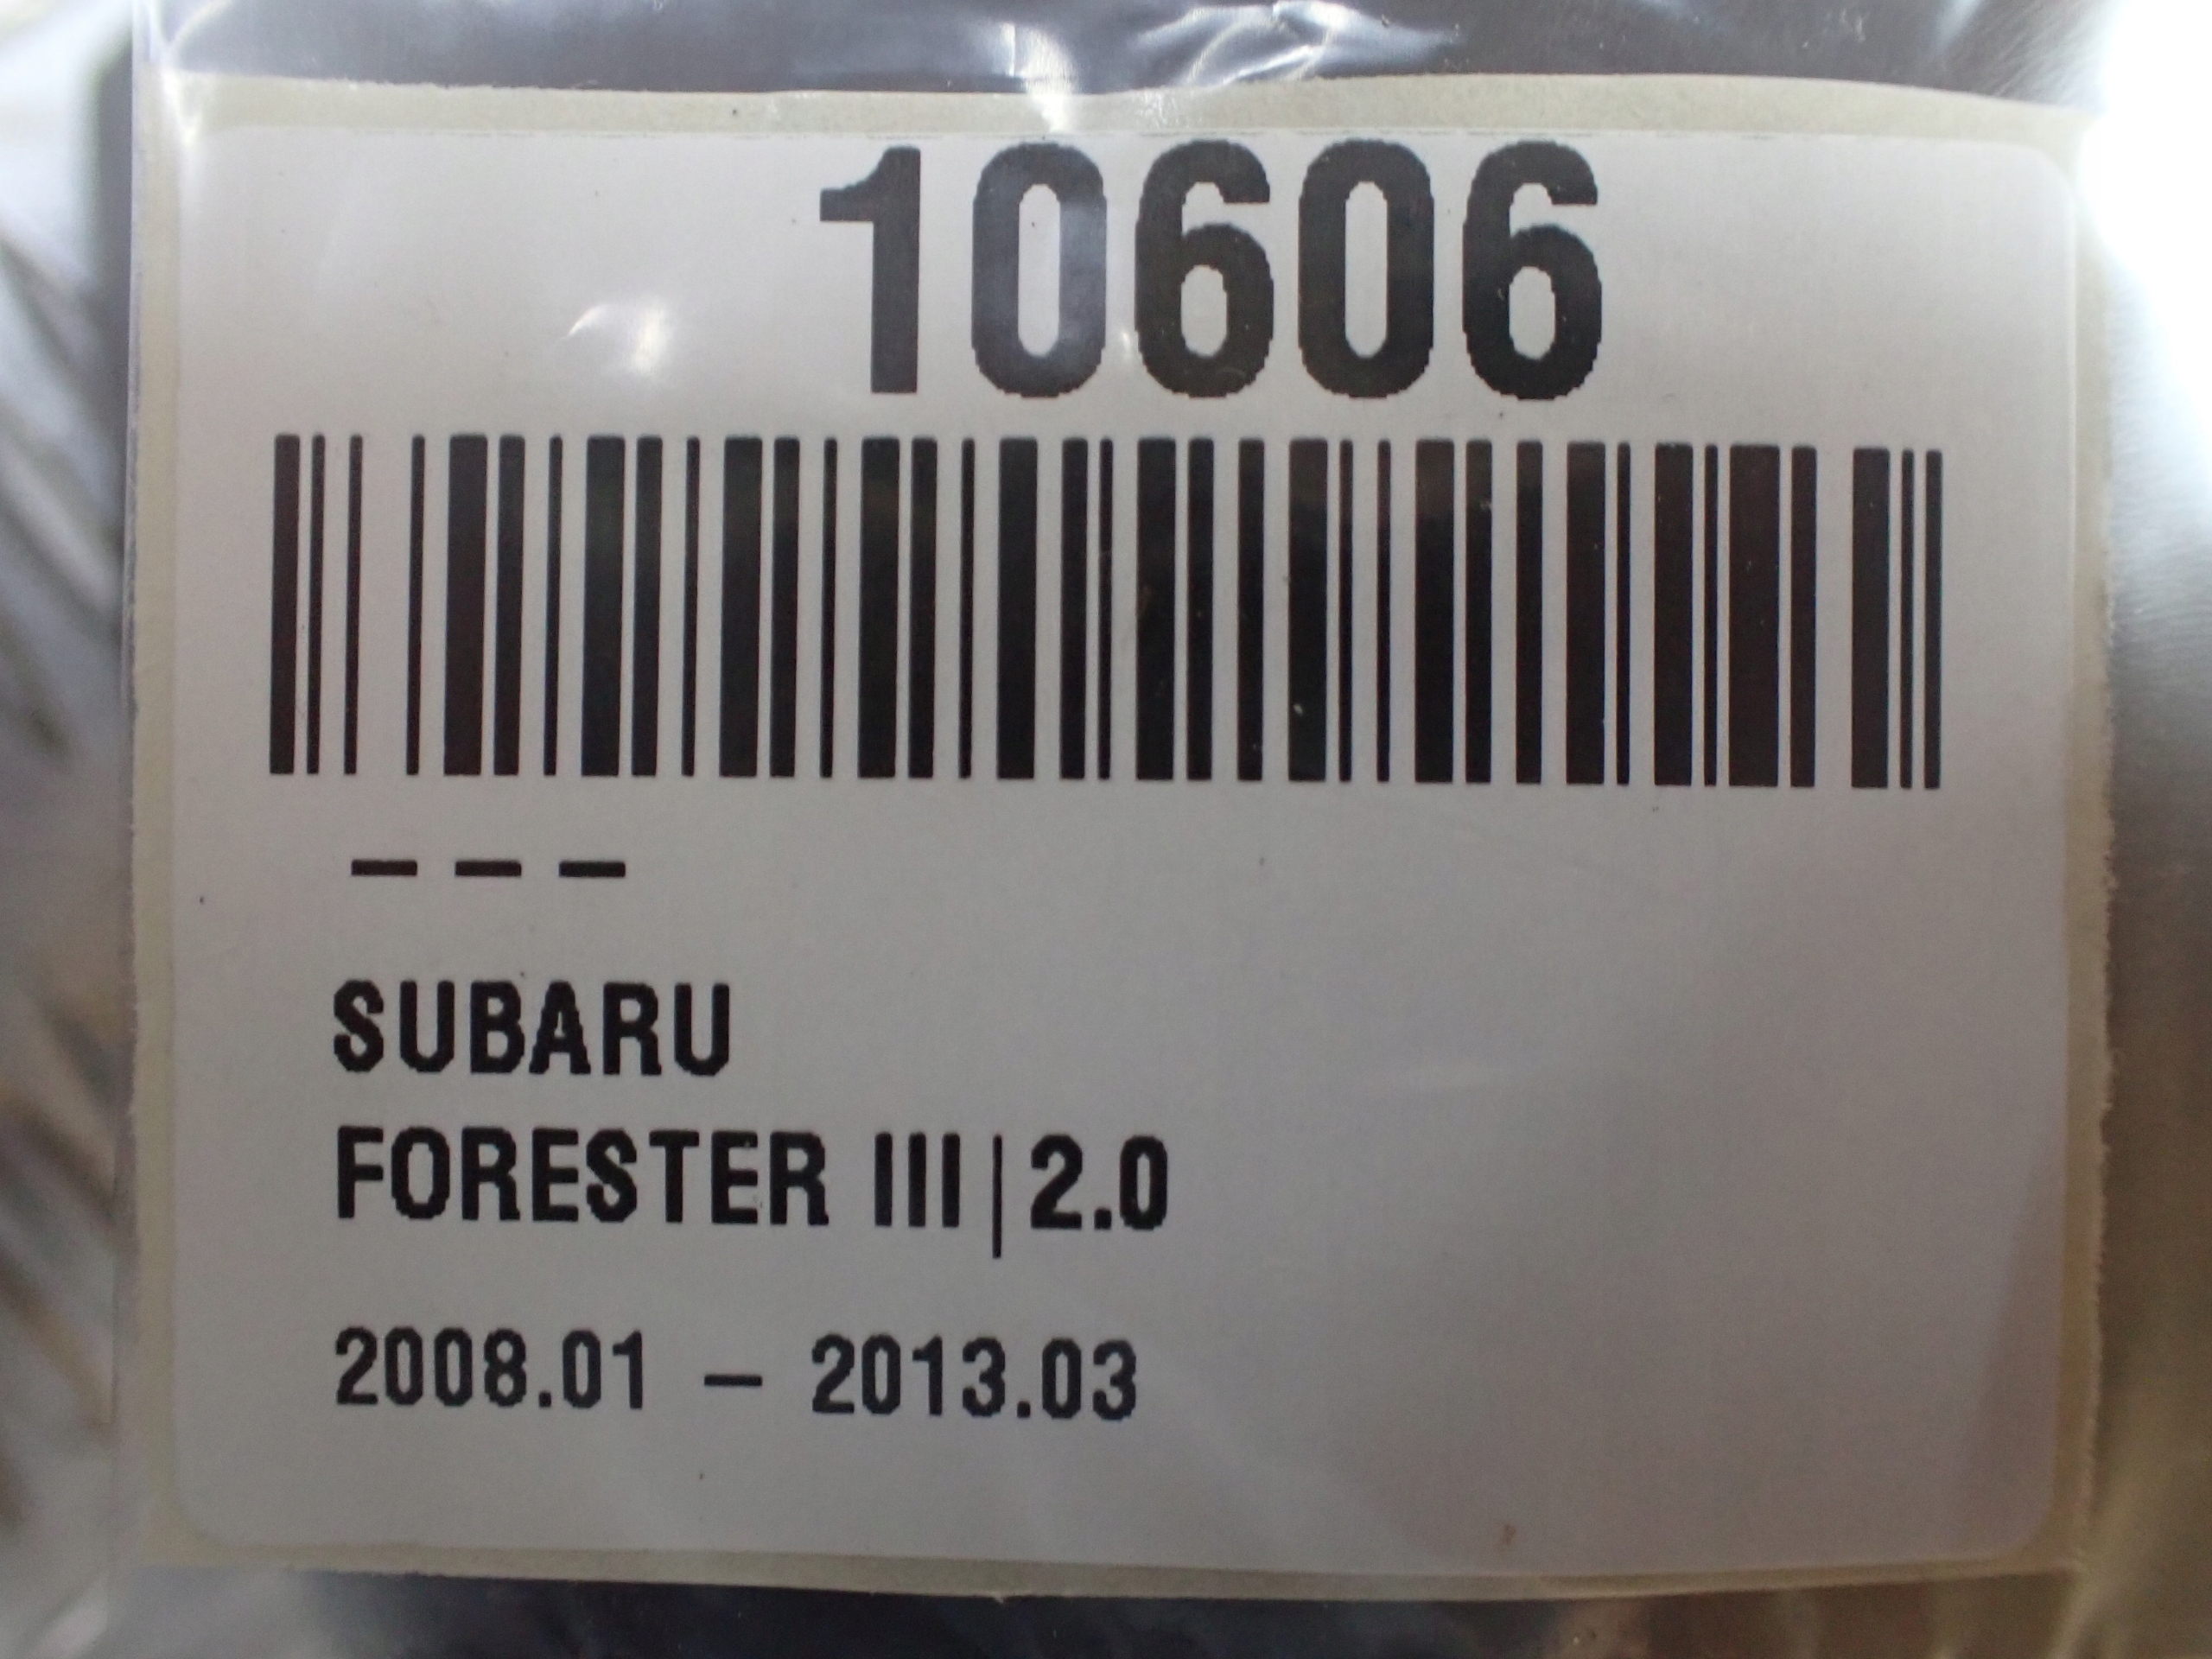 10606
– – –
SUBARU
FORESTER III|2.0
2008.01 – 2013.03